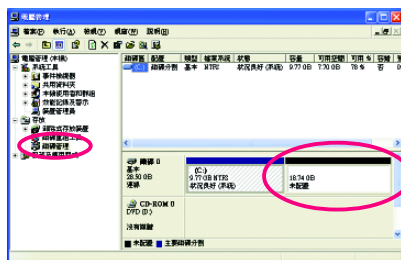 電腦管理
檔案(F) 執行(A) 檢視(V) 視窗(W) 說明(H)
電腦管理 (本機)
系統工具
事件檢視器
共用資料夾
本機使用者和群組
效能記錄及警示
裝置管理員
存放
卸除式存放裝置
磁碟重組工具
磁碟管理
服務及應用程式
磁碟區 配置 類型 檔案系統 狀態 容量 可用空間 可用 %
(C:) 磁碟分割 基本 NTFS 狀況良好 (系統) 9.77 GB 7.70 GB 78 % 否
磁碟 0
基本
28.50 GB
連線
(C:)
9.77 GB NTFS
狀況良好 (系統)
18.74 GB
未配置
CD-ROM 0
DVD (D:)
沒有媒體
未配置 主要磁碟分割